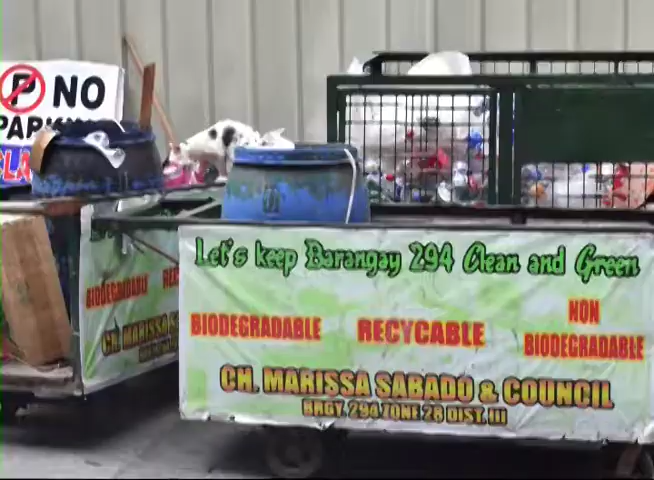 NO
PARKING
Let's keep Barangay 294 Clean and Green
BIODEGRADABLE
RECYCABLE
NON
BIODEGRADABLE
CH. MARISSA SABADO & COUNCIL
BRGY. 294 ZONE 28 DIST. III
BIODEGRADABLE
CH. MARISSA